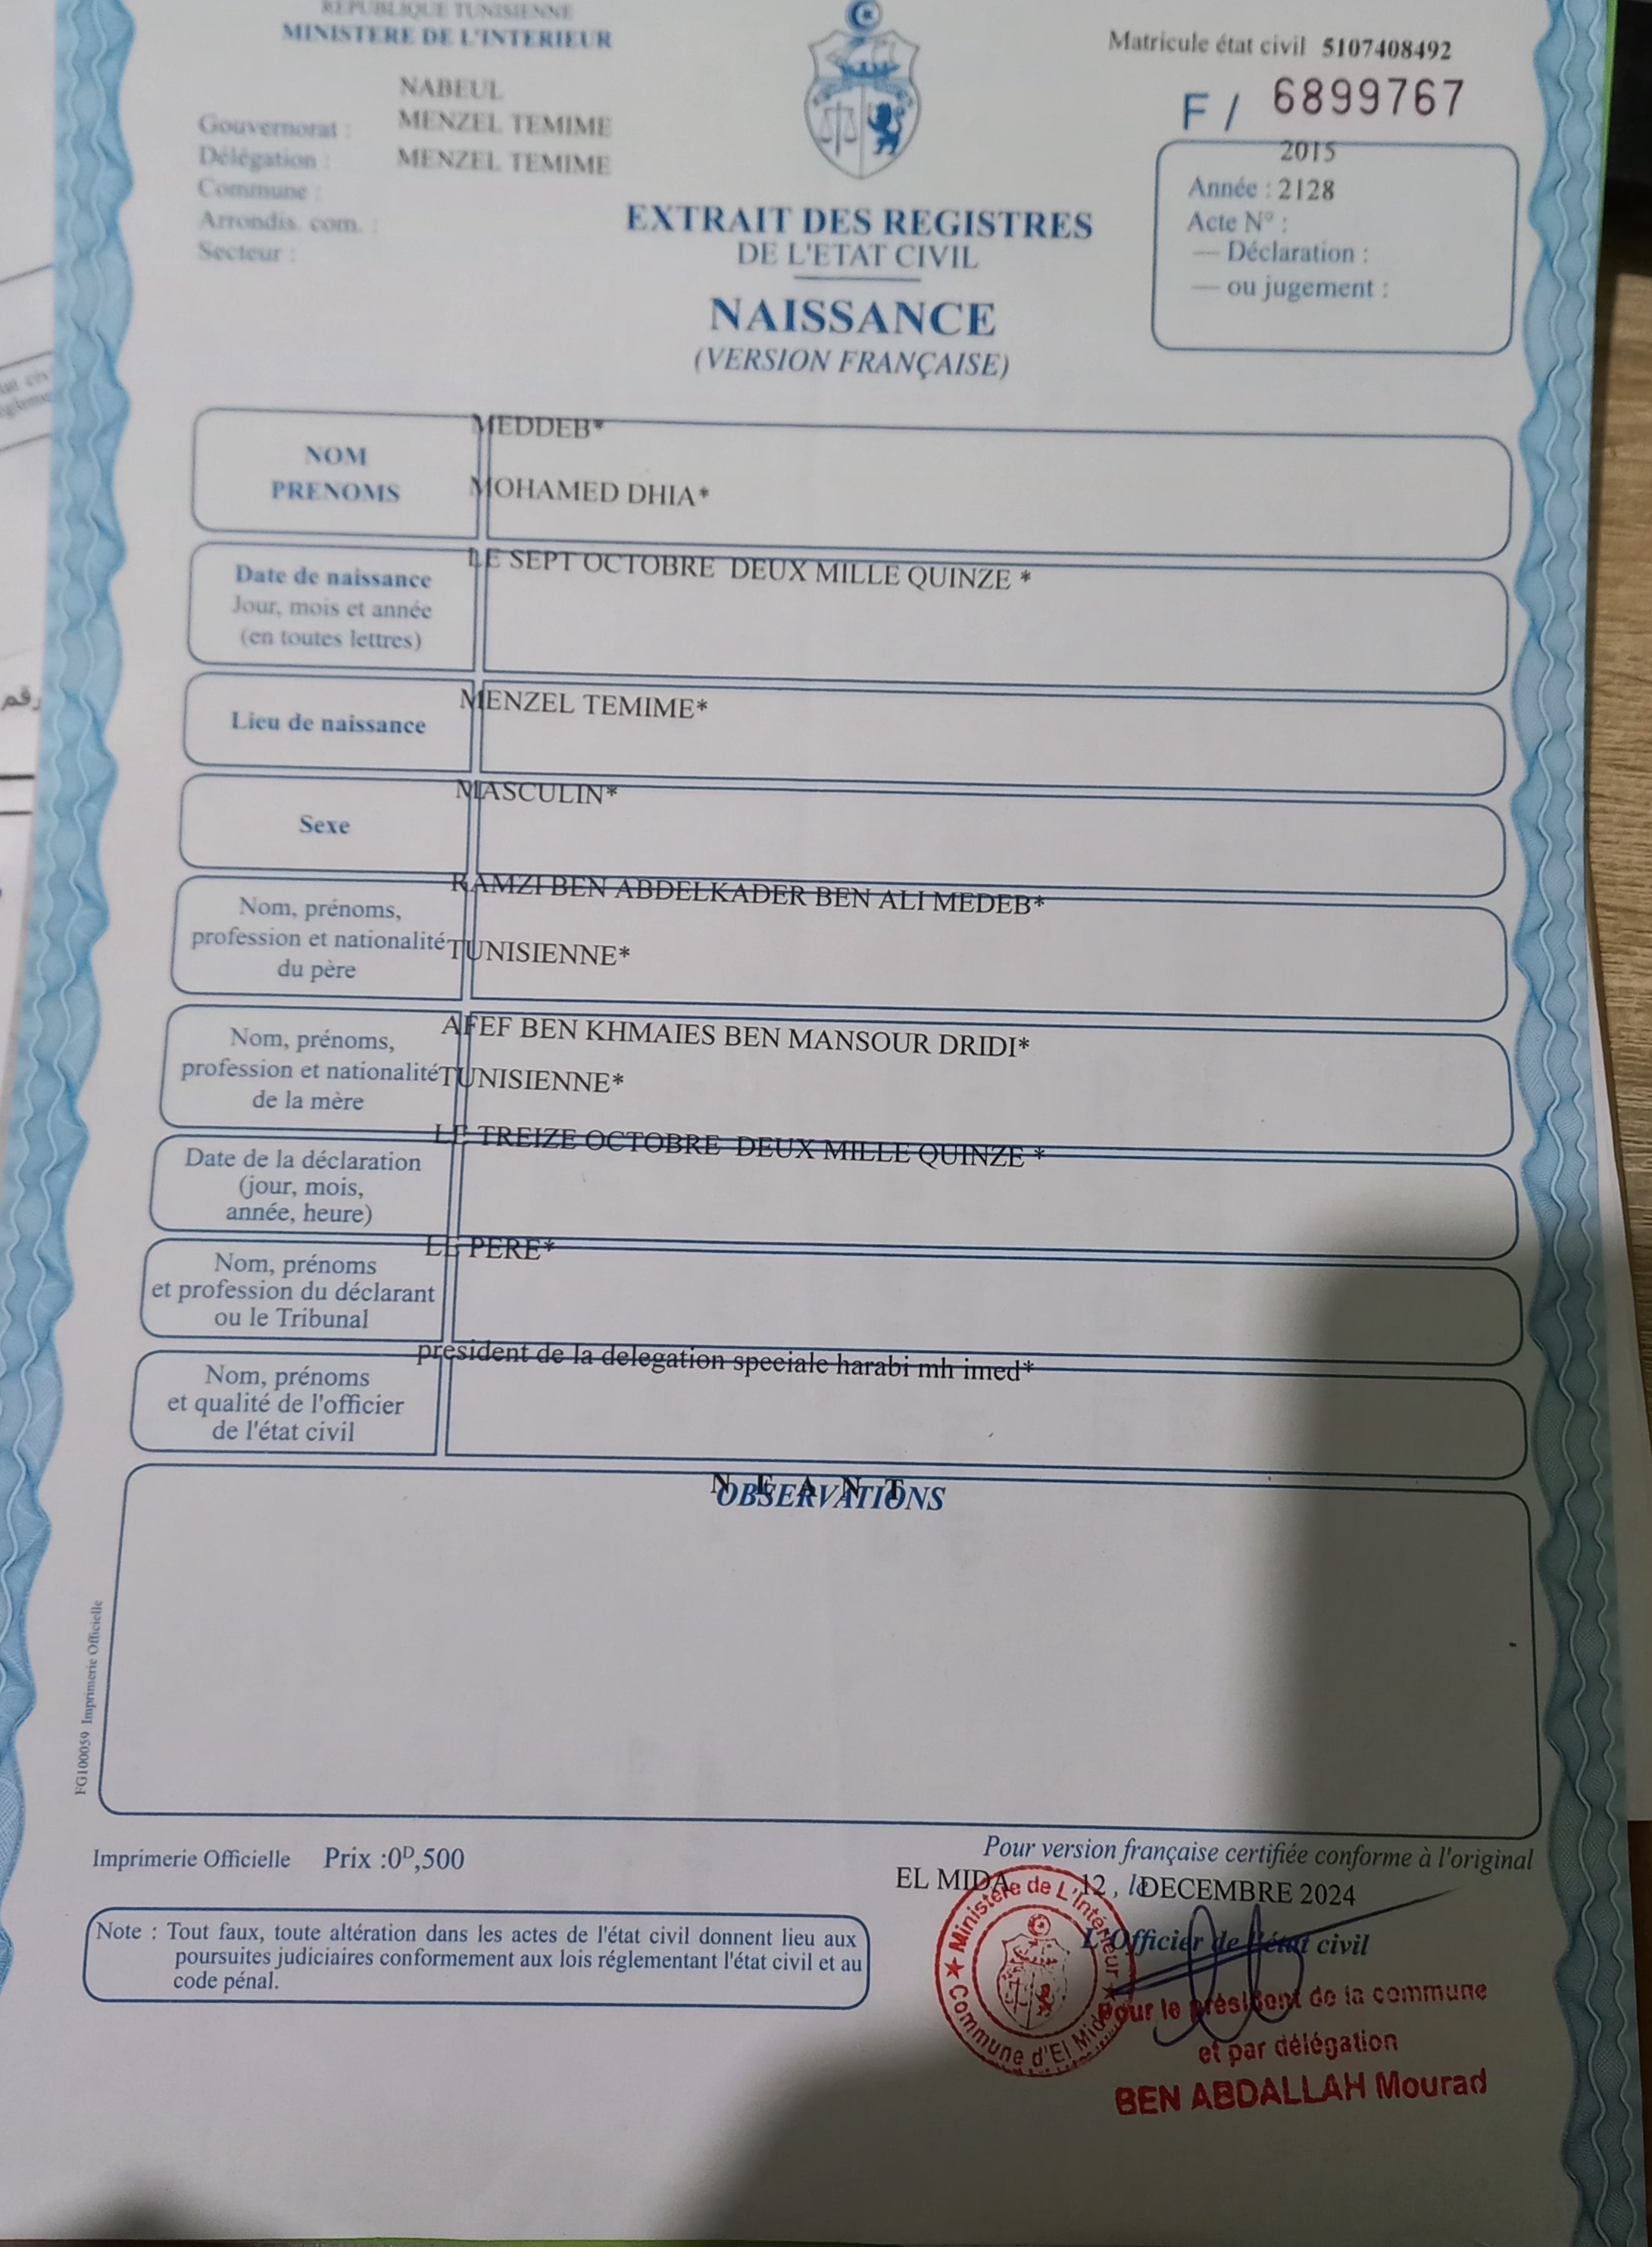 REPUBLIQUE TUNISIENNE
MINISTERE DE L'INTERIEUR
NABEUL
Gouvernorat : MENZEL TEMIME
Délégation : MENZEL TEMIME
Commune :
Arrondis. com. :
Secteur :
Matricule état civil 5107408492
F / 6899767
2015
Année : 2128
Acte N° :
— Déclaration :
— ou jugement :
EXTRAIT DES REGISTRES
DE L'ETAT CIVIL
NAISSANCE
(VERSION FRANÇAISE)
MEDDEB*
NOM
PRENOMS
MOHAMED DHIA*
LE SEPT OCTOBRE DEUX MILLE QUINZE *
Date de naissance
Jour, mois et année
(en toutes lettres)
MENZEL TEMIME*
Lieu de naissance
MASCULIN*
Sexe
RAMZI BEN ABDELKADER BEN ALI MEDEB*
Nom, prénoms,
profession et nationalité
du père
TUNISIENNE*
AFEF BEN KHMAIES BEN MANSOUR DRIDI*
Nom, prénoms,
profession et nationalité
de la mère
TUNISIENNE*
LE TREIZE OCTOBRE DEUX MILLE QUINZE *
Date de la déclaration
(jour, mois,
année, heure)
LE PERE*
Nom, prénoms
et profession du déclarant
ou le Tribunal
president de la delegation speciale harabi mh imed*
Nom, prénoms
et qualité de l'officier
de l'état civil
N E A N T
OBSERVATIONS
FG100059 Imprimerie Officielle
Imprimerie Officielle Prix :0D,500
Pour version française certifiée conforme à l'original
EL MIDA 12 , le DECEMBRE 2024
L'Officier de l'état civil
Note : Tout faux, toute altération dans les actes de l'état civil donnent lieu aux
poursuites judiciaires conformement aux lois réglementant l'état civil et au
code pénal.
Ministère de L'Intérieur
Commune d'El Mida
Pour le président de la commune
et par délégation
BEN ABDALLAH Mourad
رقم